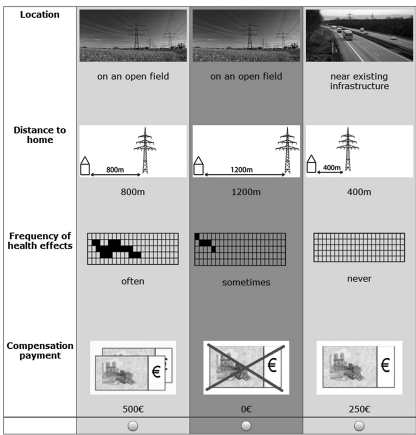 Location
on an open field
on an open field
near existing
infrastructure
Distance to
home
800m
1200m
400m
800m
1200m
400m
Frequency of
health effects
often
sometimes
never
Compensation
payment
€
€
€
500€
0€
250€